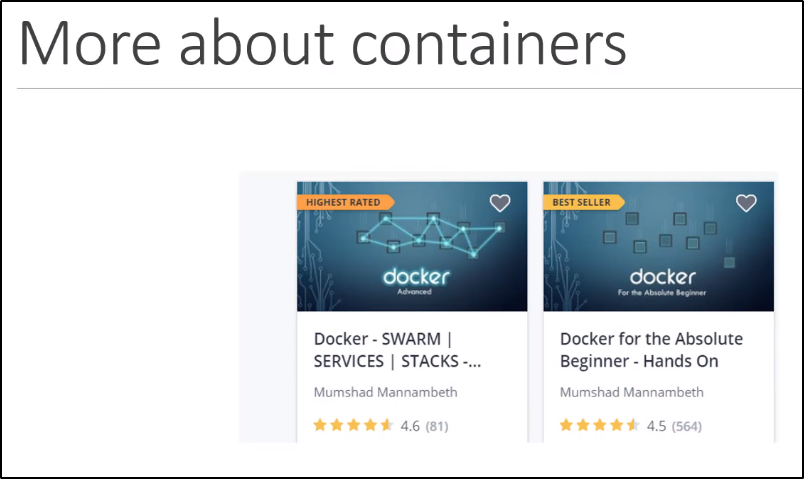 More about containers
HIGHEST RATED
docker
Advanced
Docker - SWARM |
SERVICES | STACKS -...
Mumshad Mannambeth
4.6 (81)
BEST SELLER
docker
For the Absolute Beginner
Docker for the Absolute
Beginner - Hands On
Mumshad Mannambeth
4.5 (564)